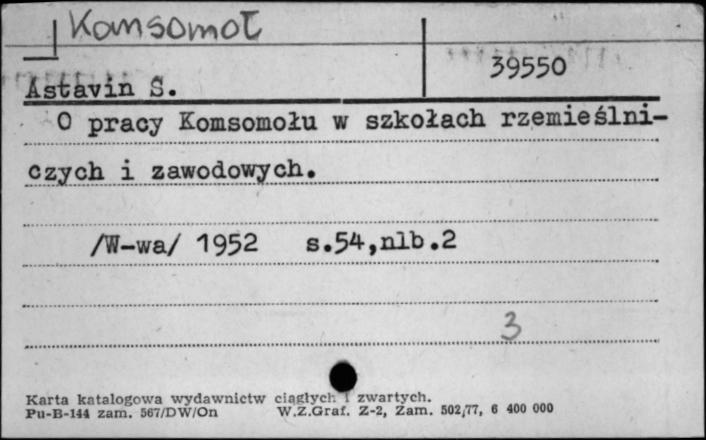 Komsomoł
39550
Astavin S.
O pracy Komsomołu w szkołach rzemieślni-
czych i zawodowych.
/W-wa/ 1952 s.54,nlb.2
3
Karta katalogowa wydawnictw ciągłych i zwartych.
Pu-B-144 zam. 567/DW/On W.Z.Graf. Z-2, Zam. 502/77, 6 400 000